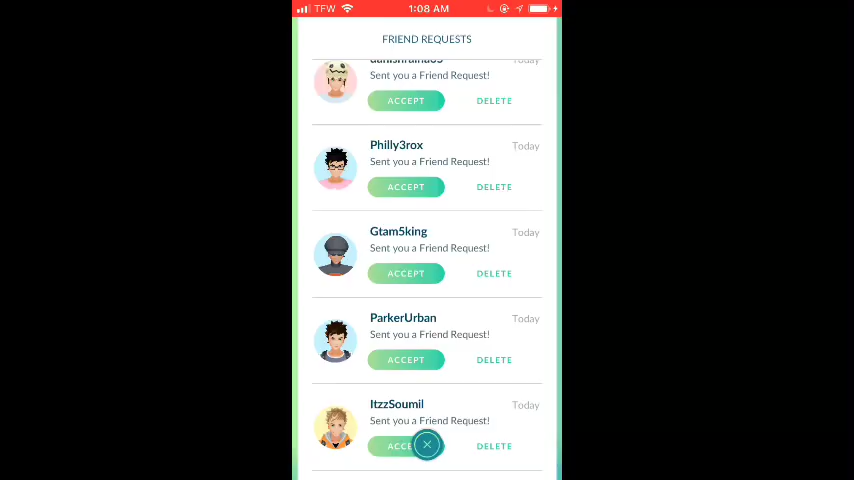 TFW 1:08 AM
FRIEND REQUESTS
Today
Sent you a Friend Request!
ACCEPT DELETE
Philly3rox Today
Sent you a Friend Request!
ACCEPT DELETE
Gtam5king Today
Sent you a Friend Request!
ACCEPT DELETE
ParkerUrban Today
Sent you a Friend Request!
ACCEPT DELETE
ItzzSoumil Today
Sent you a Friend Request!
DELETE